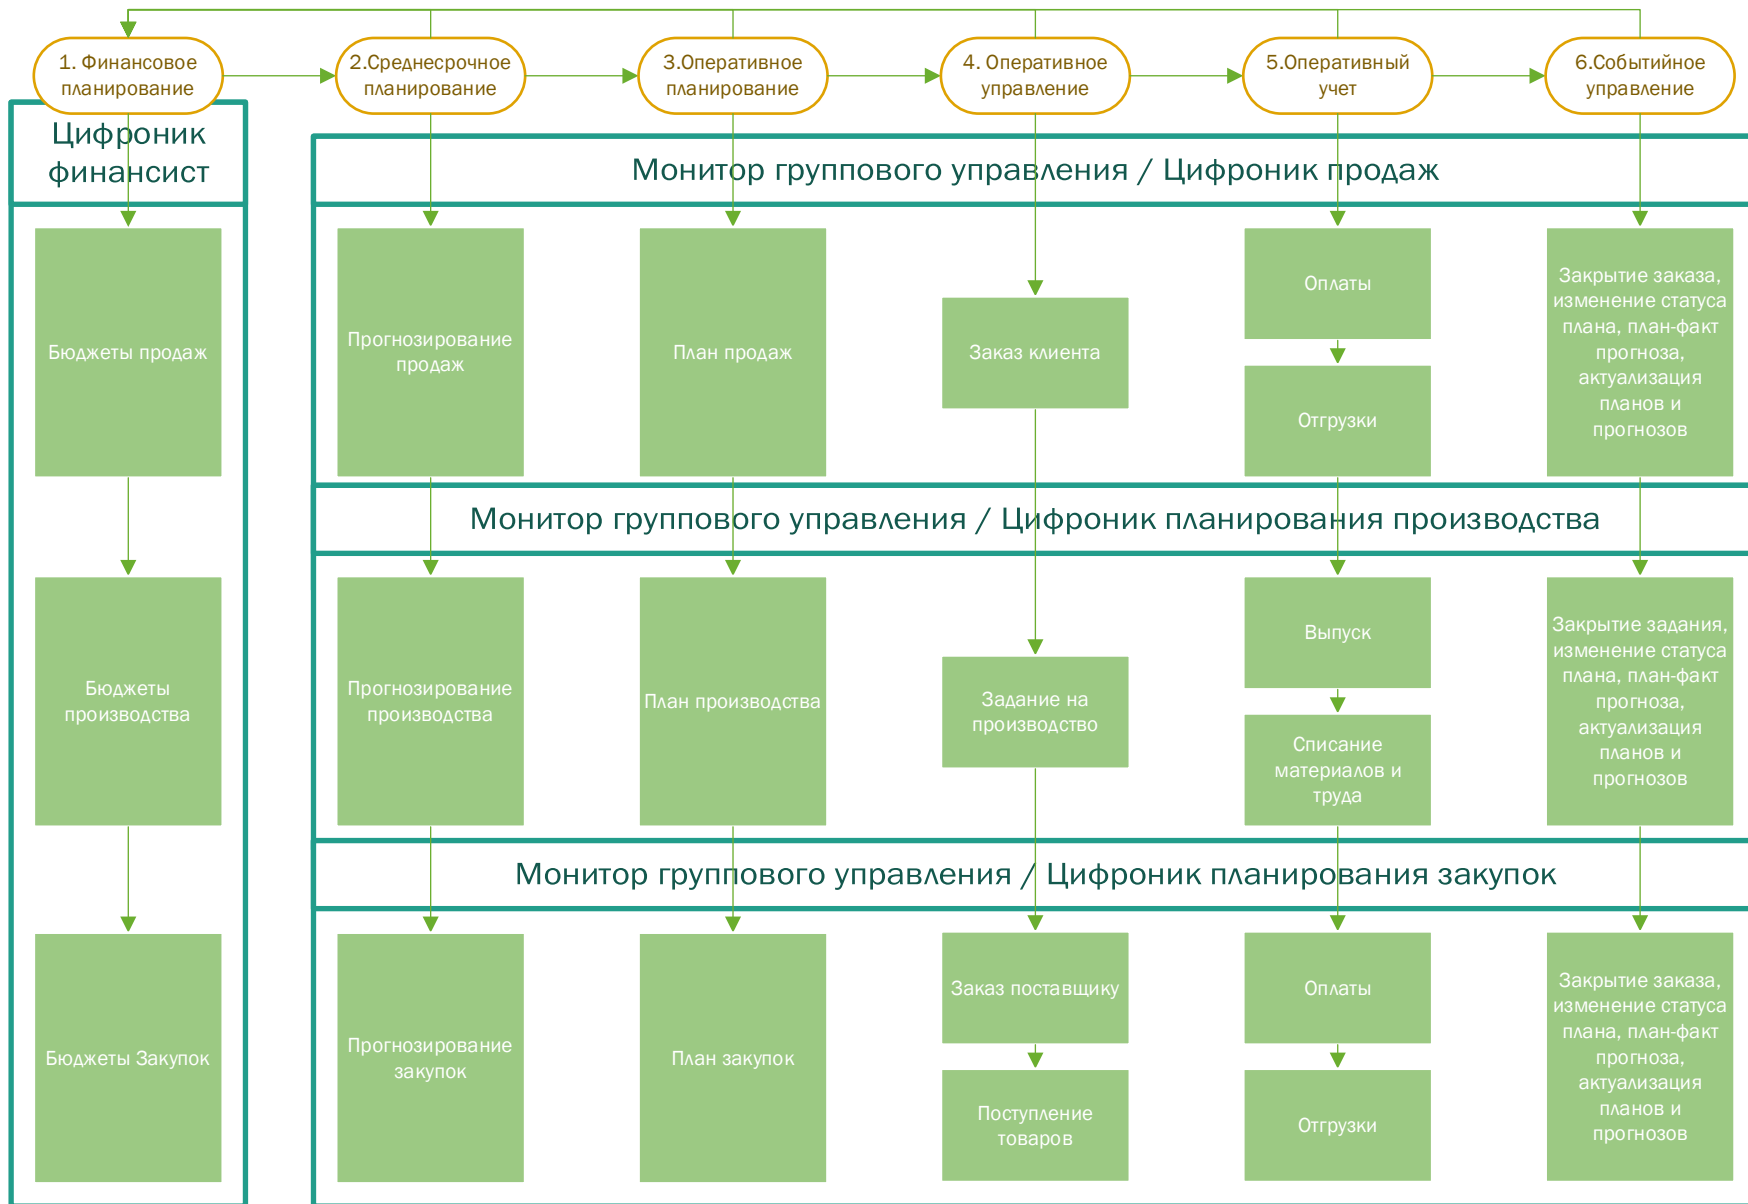 1. Финансовое
планирование
2.Среднесрочное
планирование
3.Оперативное
планирование
4. Оперативное
управление
5.Оперативный
учет
6.Событийное
управление
Цифроник
финансист
Монитор группового управления / Цифроник продаж
Бюджеты продаж
Прогнозирование
продаж
План продаж
Заказ клиента
Оплаты
Отгрузки
Закрытие заказа,
изменение статуса
плана, план-факт
прогноза,
актуализация
планов и
прогнозов
Монитор группового управления / Цифроник планирования производства
Бюджеты
производства
Прогнозирование
производства
План производства
Задание на
производство
Выпуск
Списание
материалов и
труда
Закрытие задания,
изменение статуса
плана, план-факт
прогноза,
актуализация
планов и
прогнозов
Монитор группового управления / Цифроник планирования закупок
Бюджеты Закупок
Прогнозирование
закупок
План закупок
Заказ поставщику
Поступление
товаров
Оплаты
Отгрузки
Закрытие заказа,
изменение статуса
плана, план-факт
прогноза,
актуализация
планов и
прогнозов